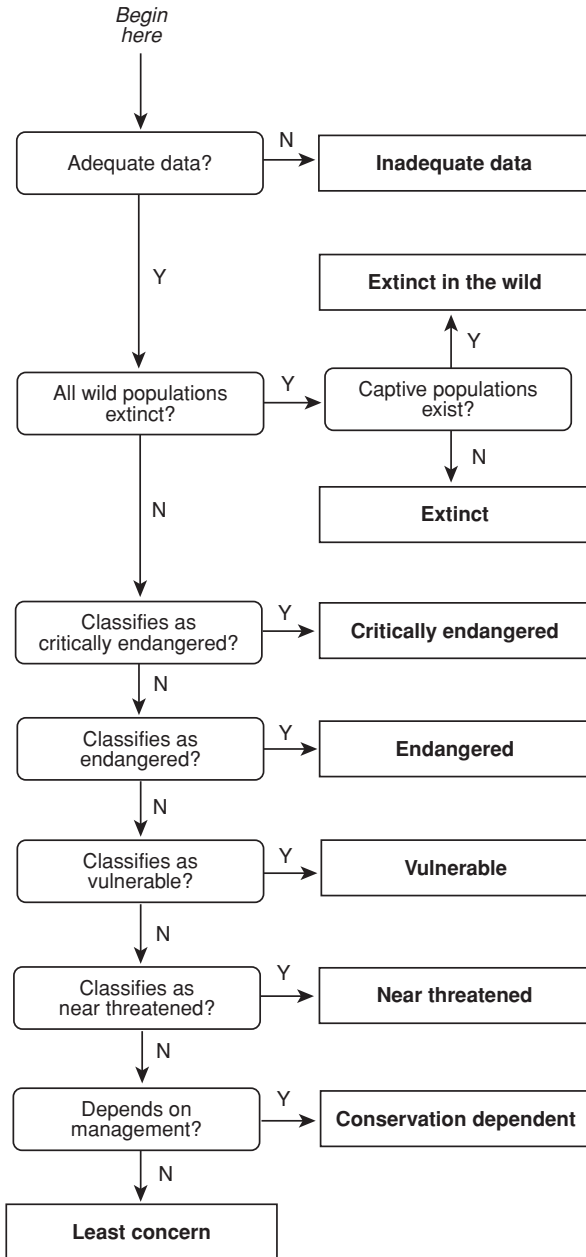 Begin
here
Adequate data?
N
Inadequate data
Y
Extinct in the wild
Y
All wild populations
extinct?
Y
Captive populations
exist?
N
N
Extinct
Classifies as
critically endangered?
Y
Critically endangered
N
Classifies as
endangered?
Y
Endangered
N
Classifies as
vulnerable?
Y
Vulnerable
N
Classifies as
near threatened?
Y
Near threatened
N
Depends on
management?
Y
Conservation dependent
N
Least concern